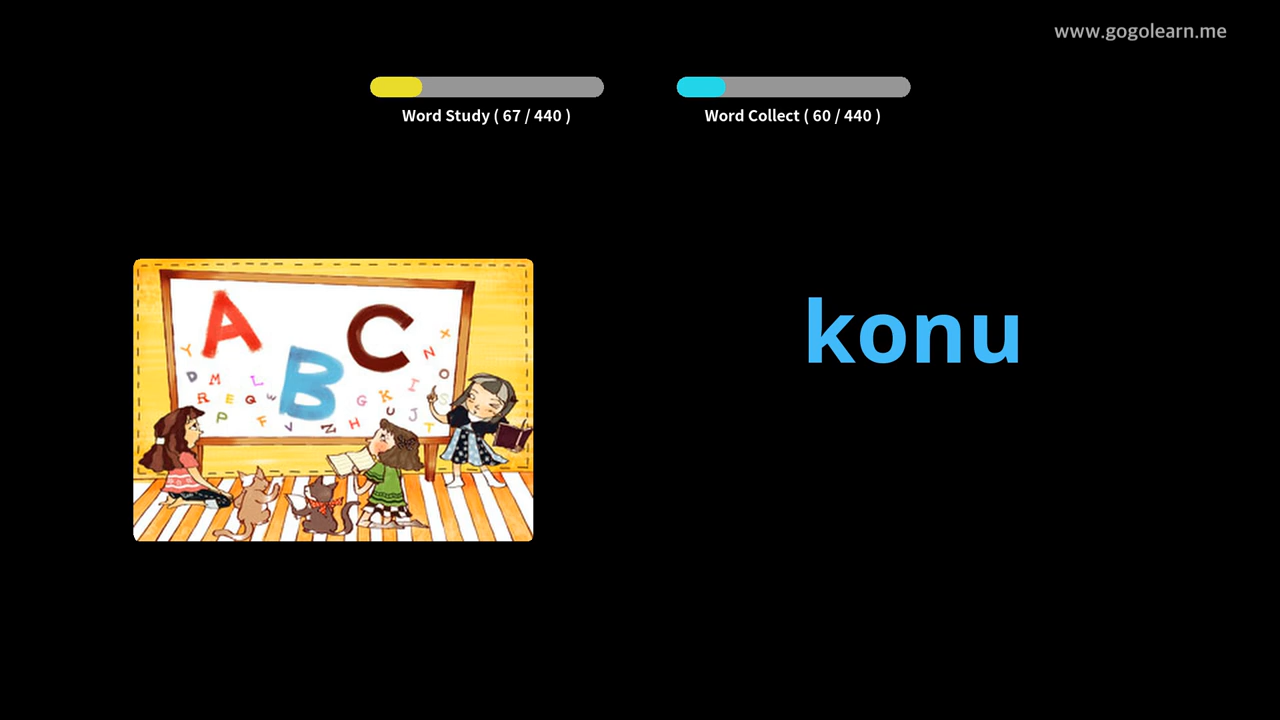 www.gogolearn.me
Word Study ( 67 / 440 )
Word Collect ( 60 / 440 )
konu
A
B
C
Y
X
N
D M L
O
R E Q W
G K I
S
P F V Z H U J T